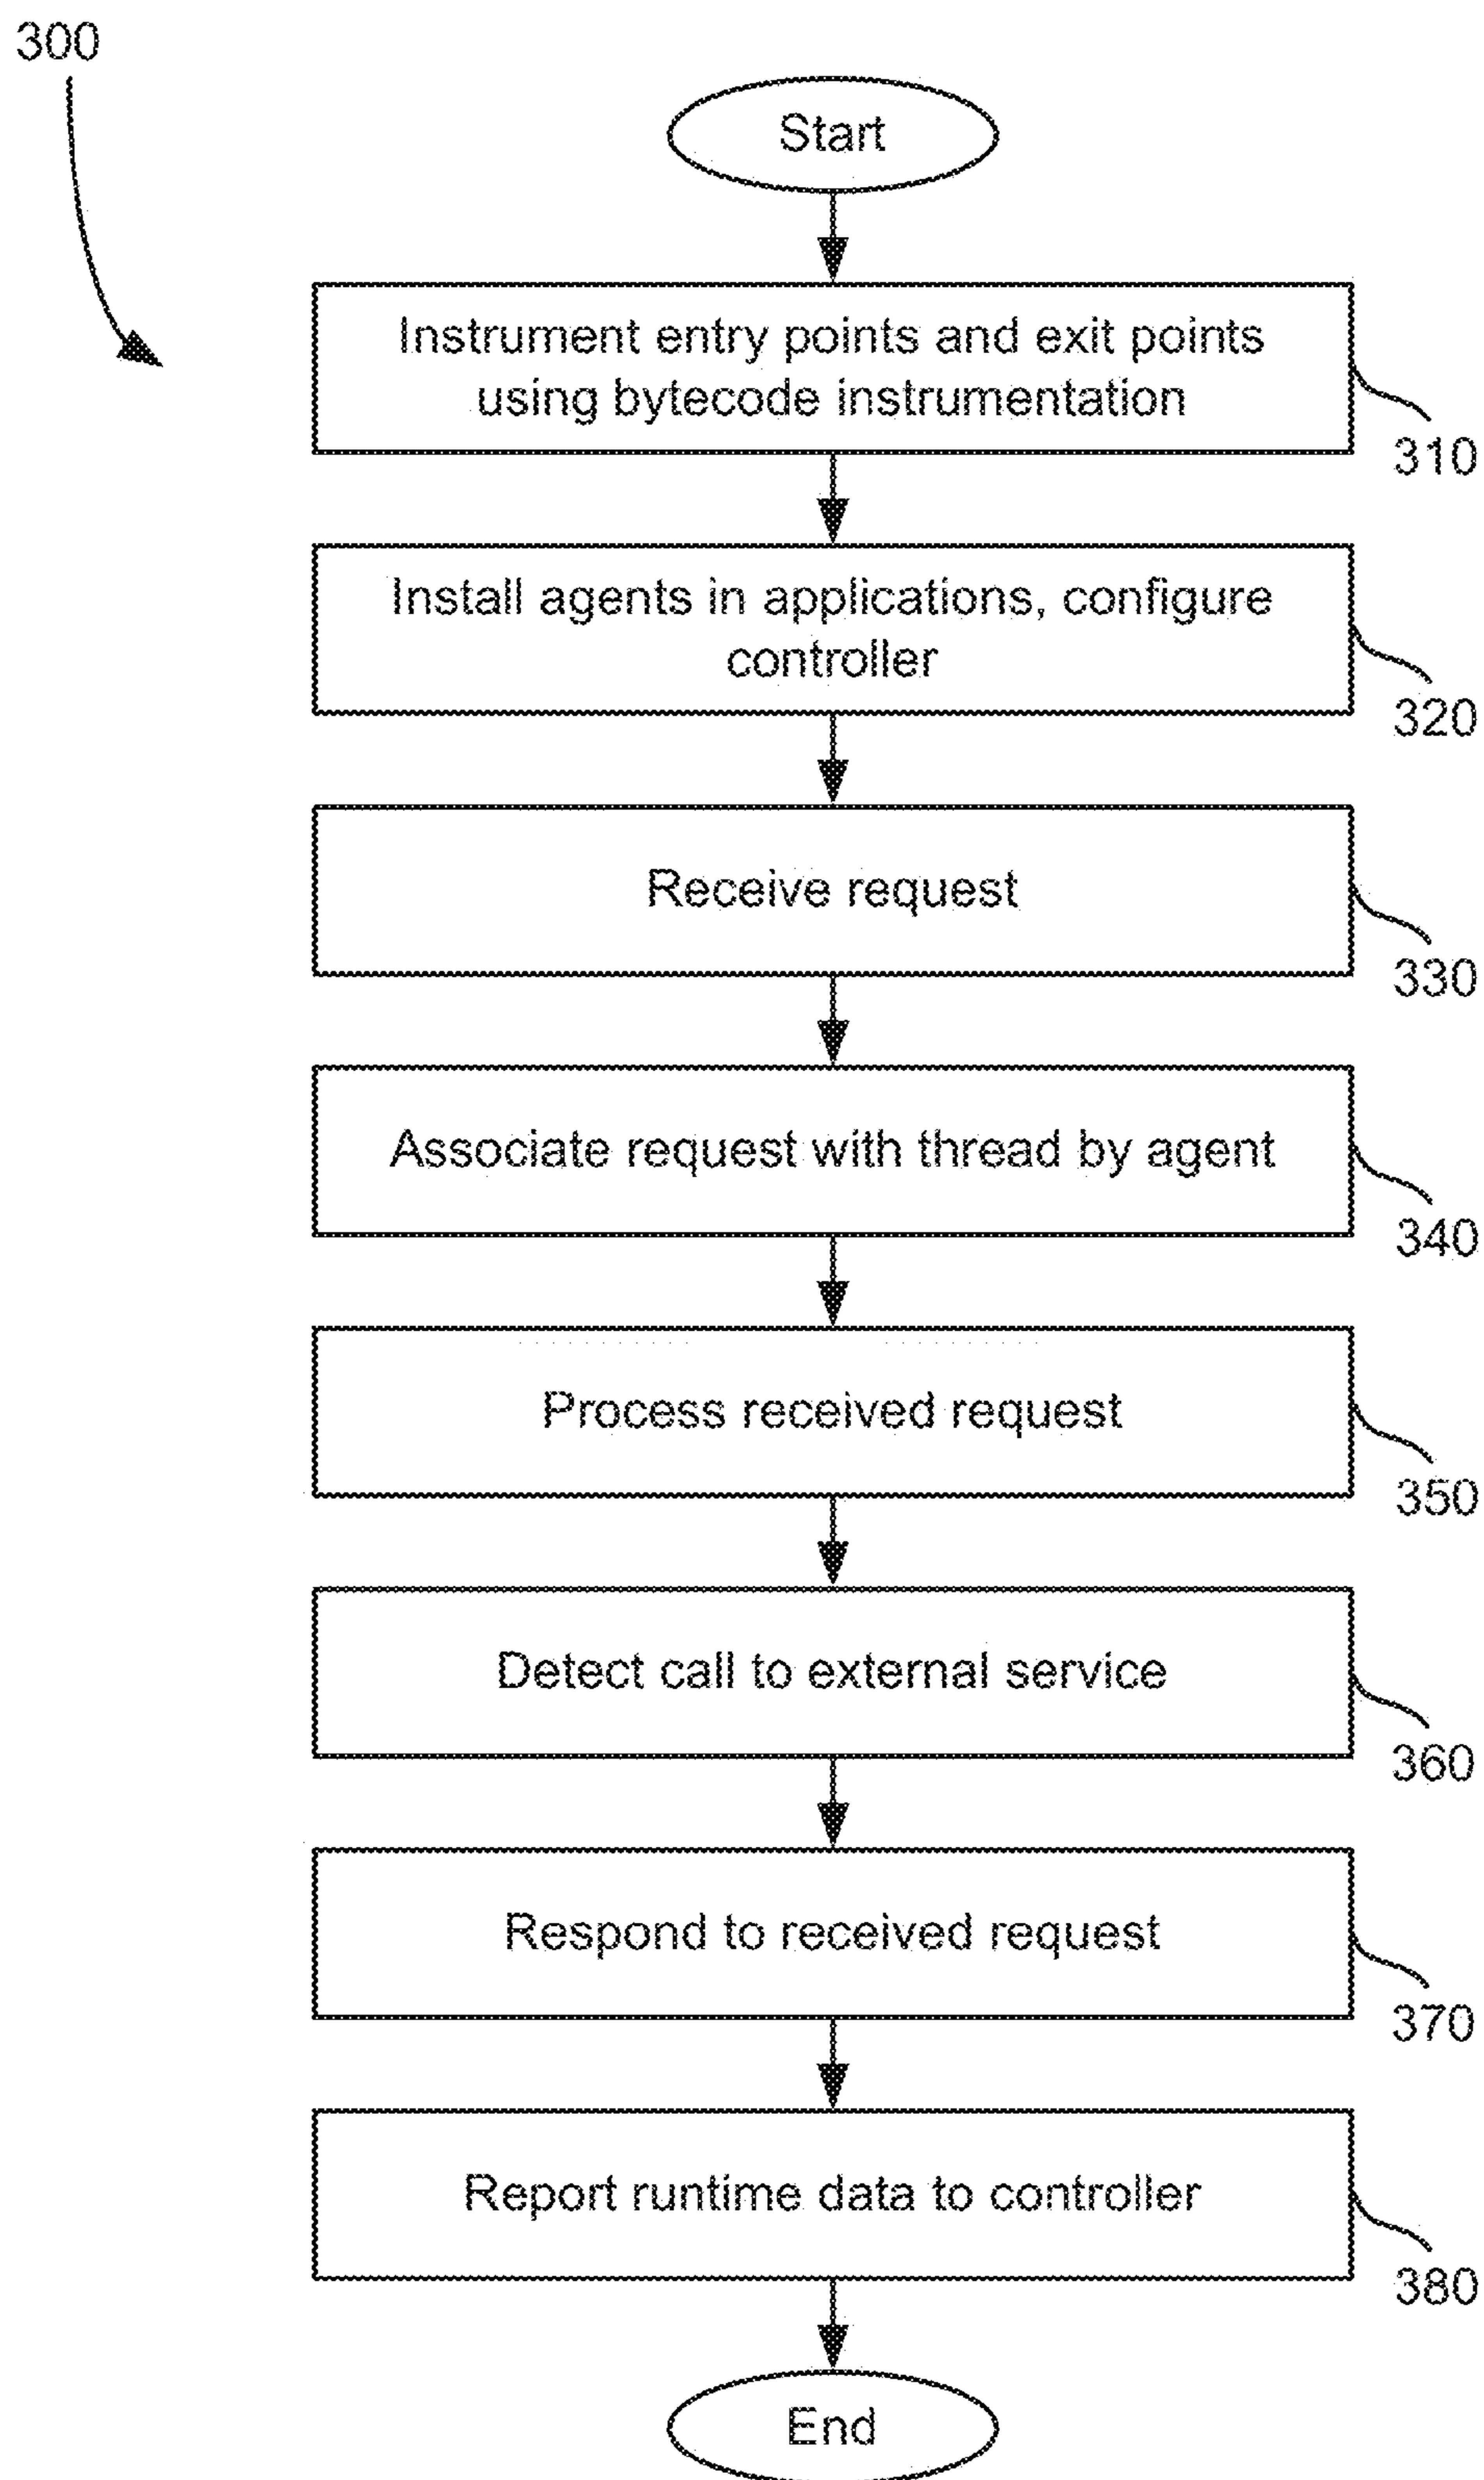 300
Start
Instrument entry points and exit points
using bytecode instrumentation
310
Install agents in applications, configure
controller
320
Receive request
330
Associate request with thread by agent
340
Process received request
350
Detect call to external service
360
Respond to received request
370
Report runtime data to controller
380
End